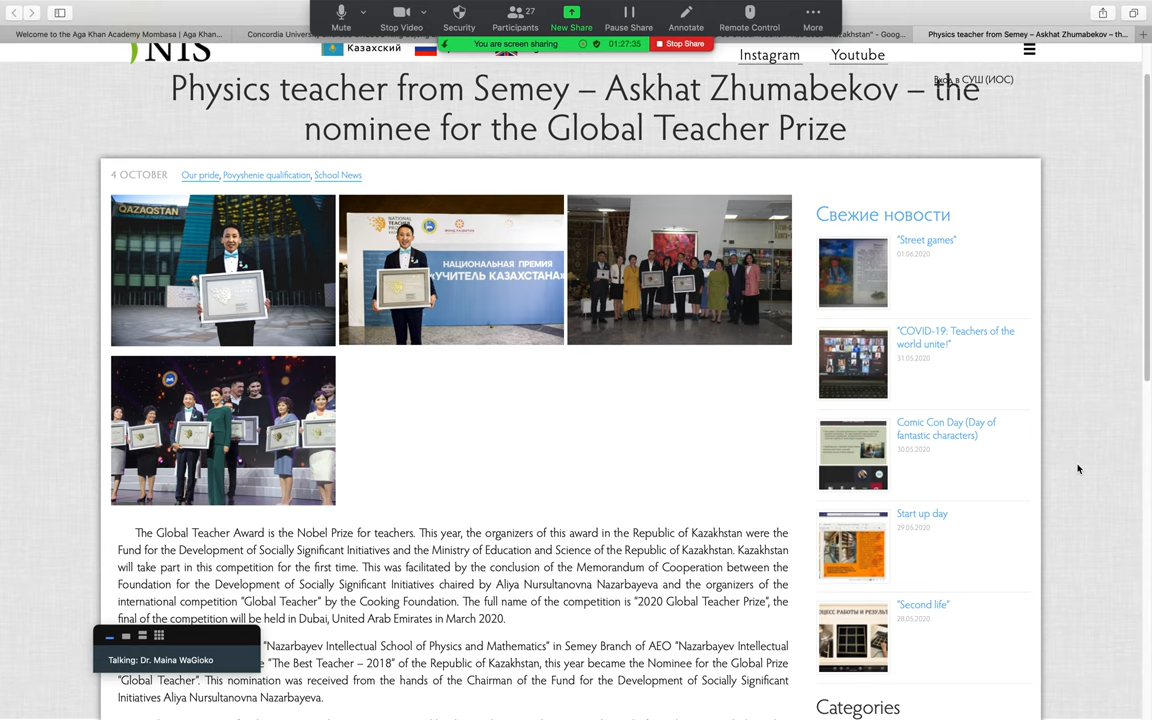 Mute
Stop Video
Security
Participants
27
New Share
Pause Share
Annotate
Remote Control
More
You are screen sharing
01:27:35
Stop Share
Welcome to the Aga Khan Academy Mombasa | Aga Khan...
Concordia University
zakhstan" - Goog...
Physics teacher from Semey – Askhat Zhumabekov – th...
NIS
Казахский
Instagram
Youtube
Вход в СУШ (ИОС)
Physics teacher from Semey – Askhat Zhumabekov – the
nominee for the Global Teacher Prize
4 OCTOBER
Our pride, Povyshenie qualification, School News
QAZAQSTAN
NATIONAL
TEACHER
НАЦИОНАЛЬНАЯ ПРЕМИЯ
«УЧИТЕЛЬ КАЗАХСТАНА»
Свежие новости
"Street games"
01.06.2020
"COVID-19: Teachers of the
world unite!"
31.05.2020
Comic Con Day (Day of
fantastic characters)
30.05.2020
Start up day
29.05.2020
"Second life"
28.05.2020
РАБОТЫ И РЕЗУЛЬ
Categories
The Global Teacher Award is the Nobel Prize for teachers. This year, the organizers of this award in the Republic of Kazakhstan were the
Fund for the Development of Socially Significant Initiatives and the Ministry of Education and Science of the Republic of Kazakhstan. Kazakhstan
will take part in this competition for the first time. This was facilitated by the conclusion of the Memorandum of Cooperation between the
Foundation for the Development of Socially Significant Initiatives chaired by Aliya Nursultanovna Nazarbayeva and the organizers of the
international competition "Global Teacher" by the Cooking Foundation. The full name of the competition is "2020 Global Teacher Prize", the
final of the competition will be held in Dubai, United Arab Emirates in March 2020.
"Nazarbayev Intellectual School of Physics and Mathematics" in Semey Branch of AEO "Nazarbayev Intellectual
"The Best Teacher – 2018" of the Republic of Kazakhstan, this year became the Nominee for the Global Prize
"Global Teacher". This nomination was received from the hands of the Chairman of the Fund for the Development of Socially Significant
Initiatives Aliya Nursultanovna Nazarbayeva.
Talking: Dr. Maina WaGioko